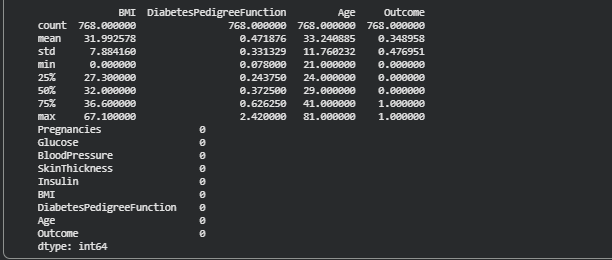 BMI DiabetesPedigreeFunction Age Outcome
count 768.000000 768.000000 768.000000 768.000000
mean 31.992578 0.471876 33.240885 0.348958
std 7.884160 0.331329 11.760232 0.476951
min 0.000000 0.078000 21.000000 0.000000
25% 27.300000 0.243750 24.000000 0.000000
50% 32.000000 0.372500 29.000000 0.000000
75% 36.600000 0.626250 41.000000 1.000000
max 67.100000 2.420000 81.000000 1.000000
Pregnancies 0
Glucose 0
BloodPressure 0
SkinThickness 0
Insulin 0
BMI 0
DiabetesPedigreeFunction 0
Age 0
Outcome 0
dtype: int64